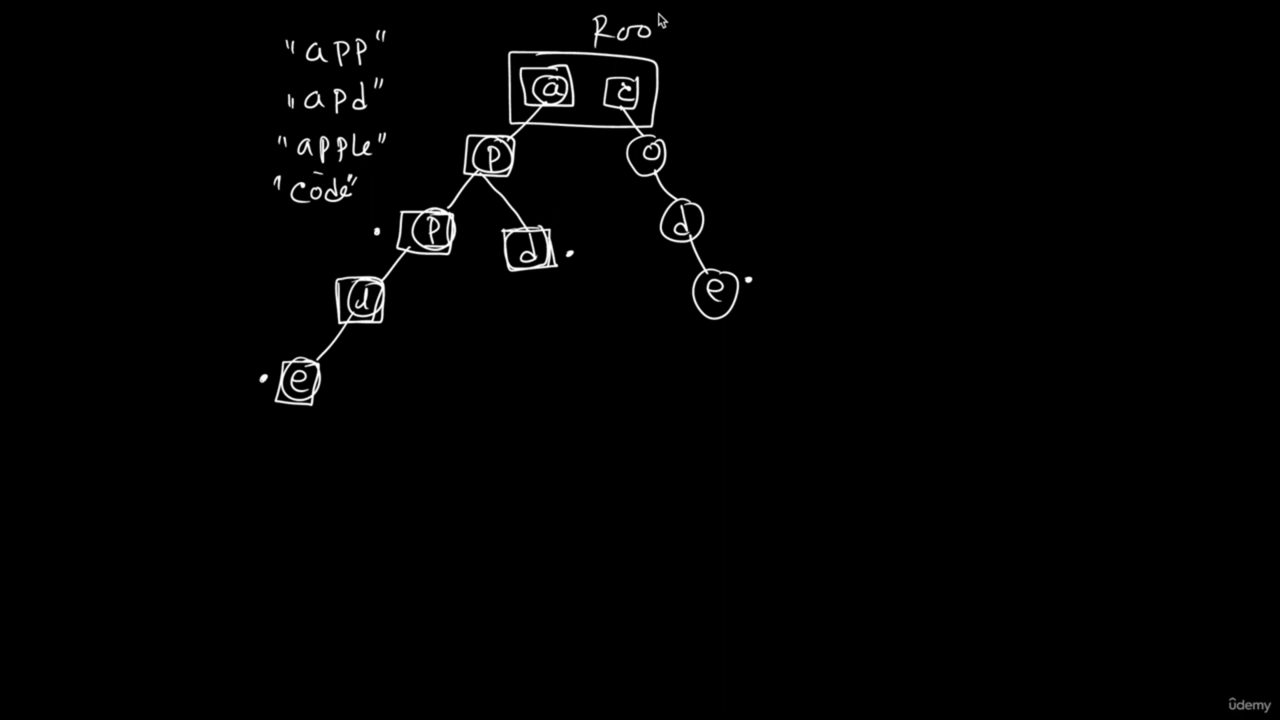 "app"
"apd"
"apple"
"code"
Roo
a c
p o
p d d
d e
e
ûdemy